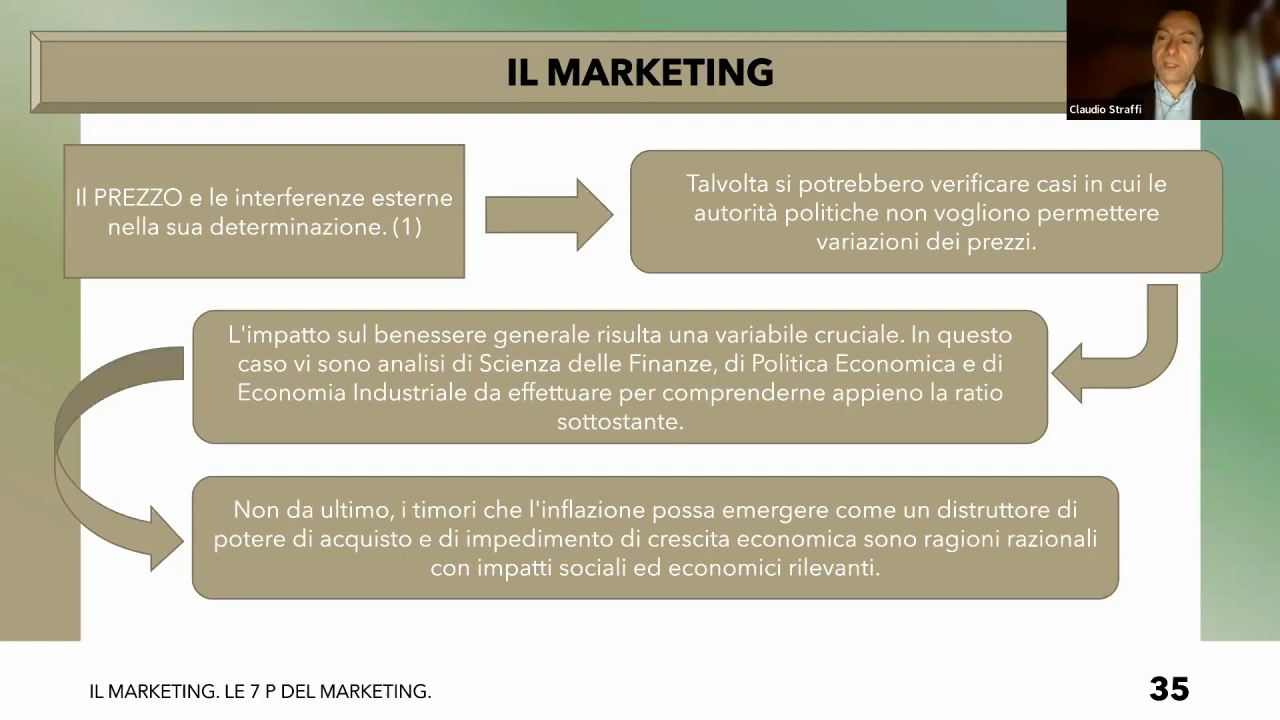 IL MARKETING
Claudio Straffi
Il PREZZO e le interferenze esterne
nella sua determinazione. (1)
Talvolta si potrebbero verificare casi in cui le
autorità politiche non vogliono permettere
variazioni dei prezzi.
L'impatto sul benessere generale risulta una variabile cruciale. In questo
caso vi sono analisi di Scienza delle Finanze, di Politica Economica e di
Economia Industriale da effettuare per comprenderne appieno la ratio
sottostante.
Non da ultimo, i timori che l'inflazione possa emergere come un distruttore di
potere di acquisto e di impedimento di crescita economica sono ragioni razionali
con impatti sociali ed economici rilevanti.
IL MARKETING. LE 7 P DEL MARKETING.
35